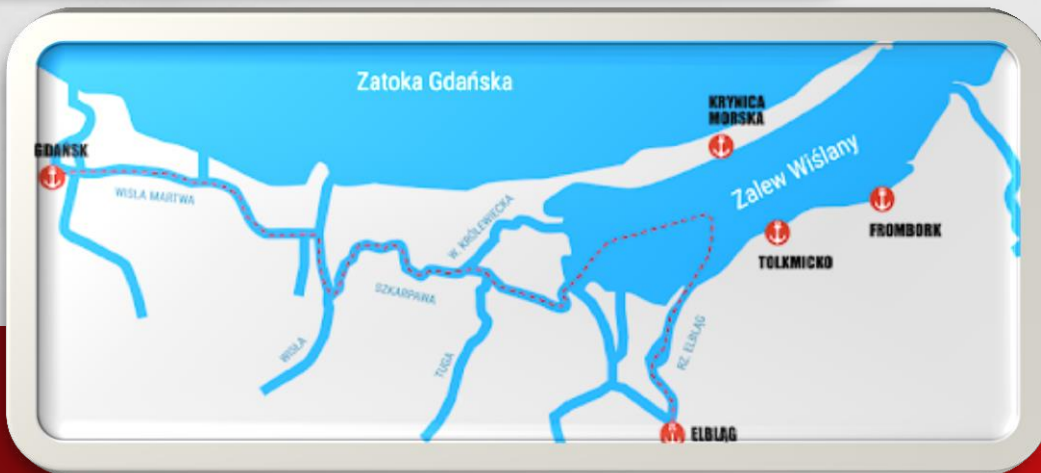 Zatoka Gdańska
KRYNICA
MORSKA
Zalew Wiślany
GDAŃSK
WISŁA MARTWA
W. KRÓLEWIECKA
FROMBORK
TOLKMICKO
SZKARPAWA
WISŁA
TUGA
RZ. ELBLĄG
ELBLĄG